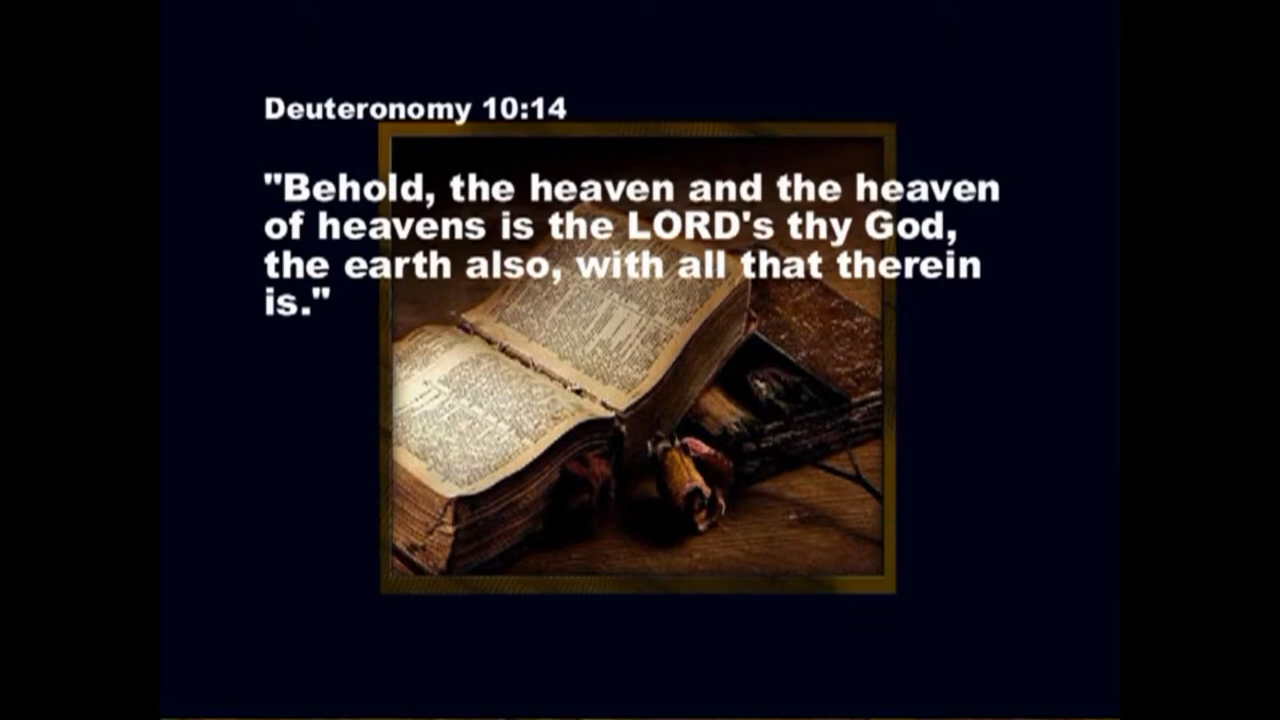 Deuteronomy 10:14
"Behold, the heaven and the heaven
of heavens is the LORD's thy God,
the earth also, with all that therein
is."